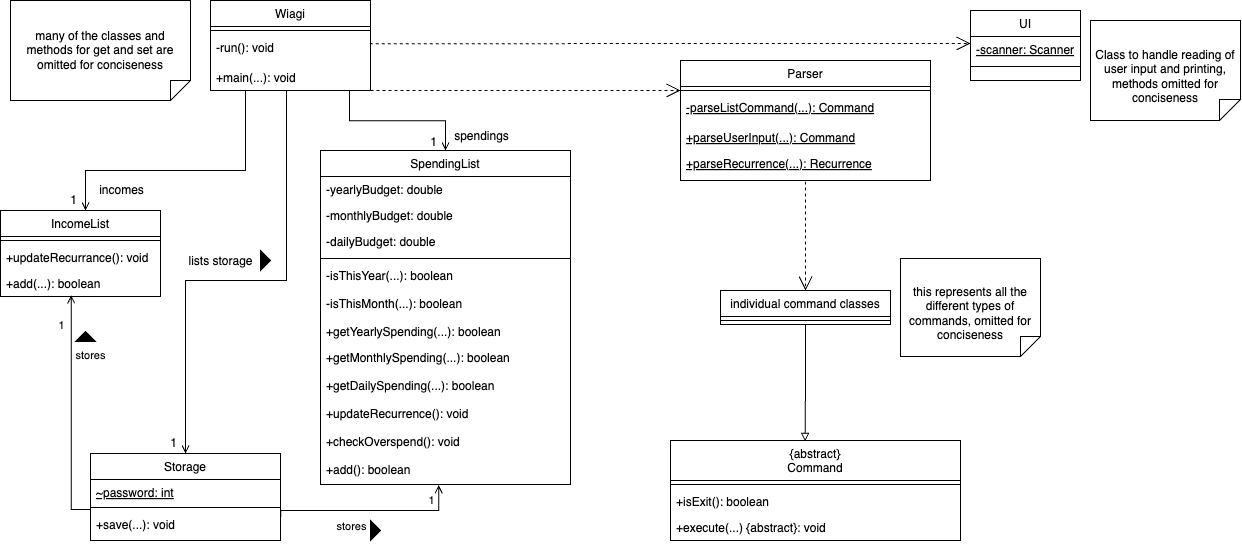 many of the classes and
methods for get and set are
omitted for conciseness
Wiagi
-run(): void
+main(...): void
UI
-scanner: Scanner
Class to handle reading of
user input and printing,
methods omitted for
conciseness
Parser
-parseListCommand(...): Command
+parseUserInput(...): Command
+parseRecurrence(...): Recurrence
1
spendings
SpendingList
-yearlyBudget: double
-monthlyBudget: double
-dailyBudget: double
-isThisYear(...): boolean
-isThisMonth(...): boolean
+getYearlySpending(...): boolean
+getMonthlySpending(...): boolean
+getDailySpending(...): boolean
+updateRecurrence(): void
+checkOverspend(): void
+add(): boolean
incomes
1
IncomeList
+updateRecurrance(): void
+add(...): boolean
lists storage
1
stores
individual command classes
this represents all the
different types of
commands, omitted for
conciseness
1
Storage
~password: int
+save(...): void
1
stores
{abstract}
Command
+isExit(): boolean
+execute(...) {abstract}: void